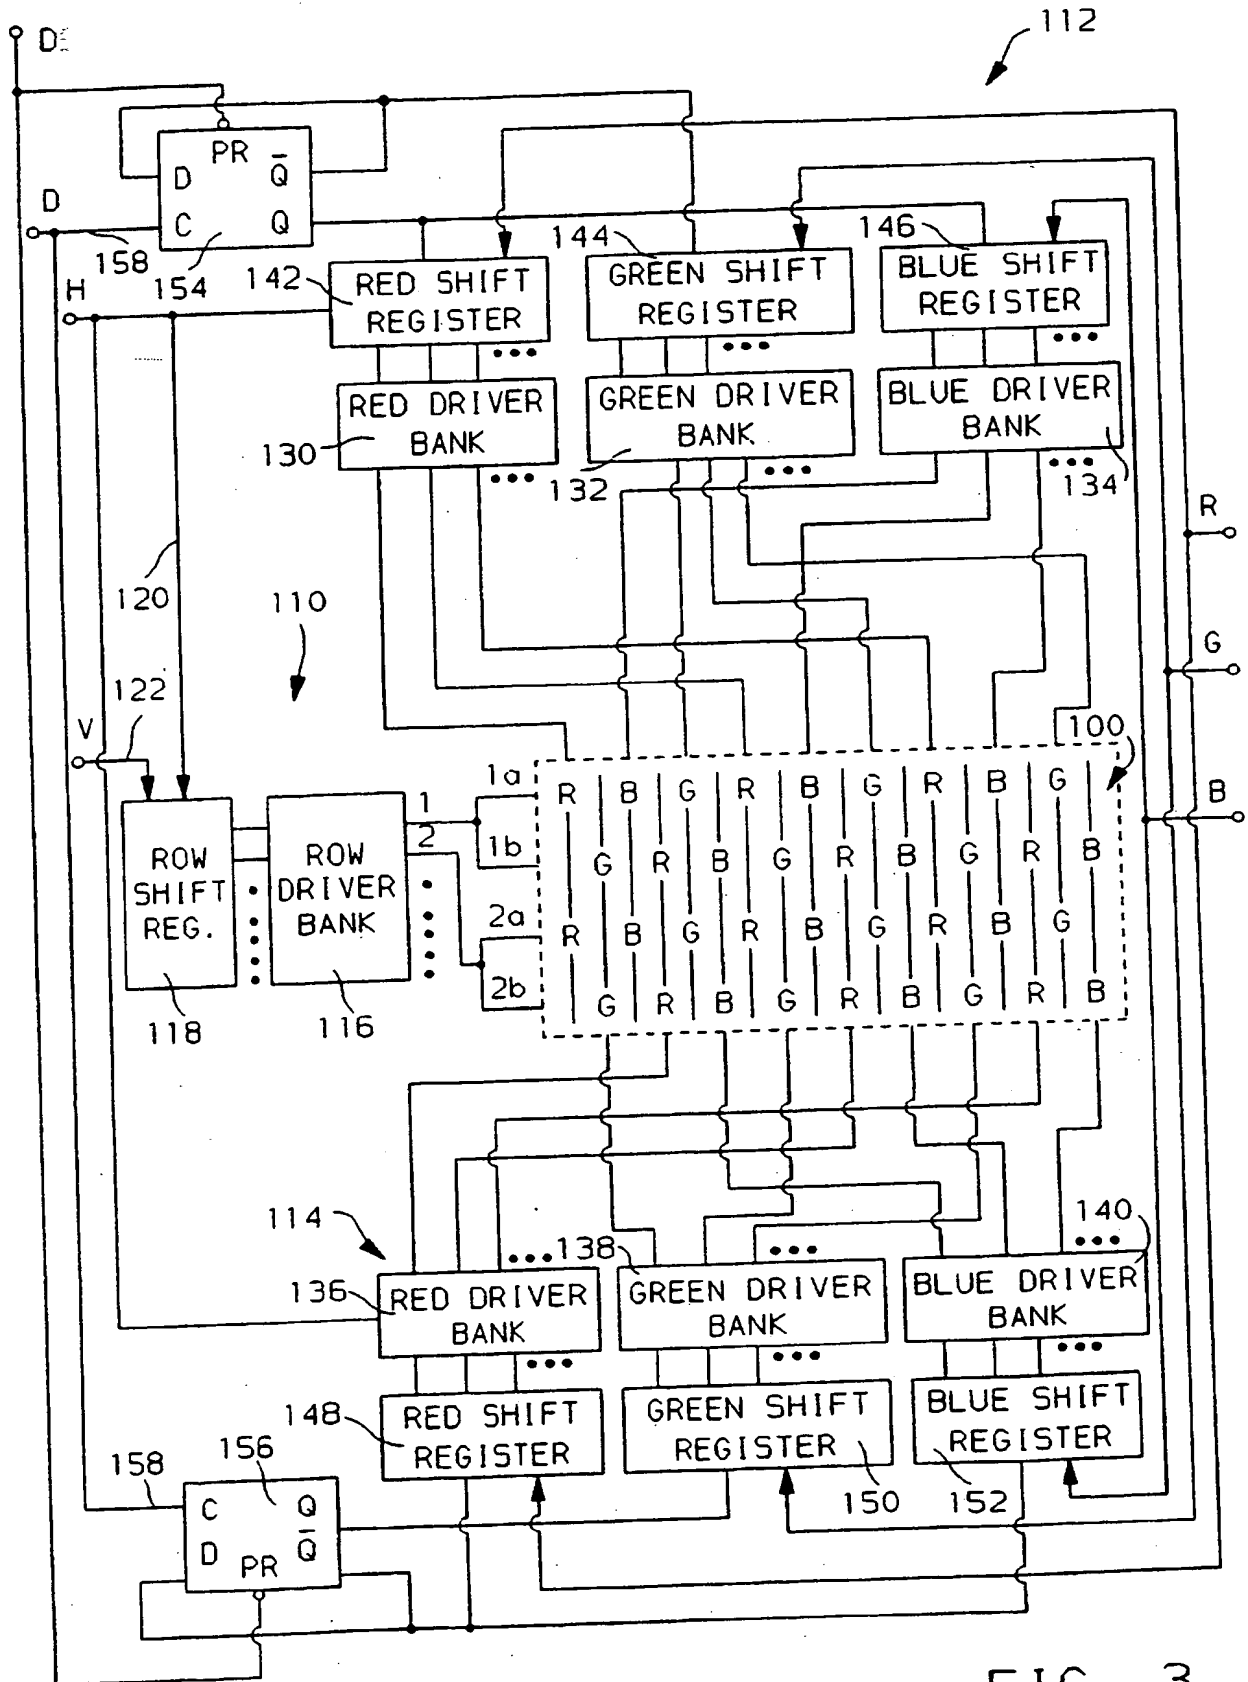 112
D
PR
D
Q̅
C
Q
D
158
154
H
142
144
146
RED SHIFT
REGISTER
GREEN SHIFT
REGISTER
BLUE SHIFT
REGISTER
RED DRIVER
BANK
GREEN DRIVER
BANK
BLUE DRIVER
BANK
130
132
134
R
120
110
G
122
V
100
1a
1
1b
2
2a
2b
B
R B G R B G R B G
G R B G R B G R B
R B G R B G R B G
G R B G R B G R B
ROW
SHIFT
REG.
ROW
DRIVER
BANK
118
116
114
136
138
140
RED DRIVER
BANK
GREEN DRIVER
BANK
BLUE DRIVER
BANK
148
RED SHIFT
REGISTER
GREEN SHIFT
REGISTER
BLUE SHIFT
REGISTER
158
156
150
152
C
Q
D
Q̅
PR
FIG. 3